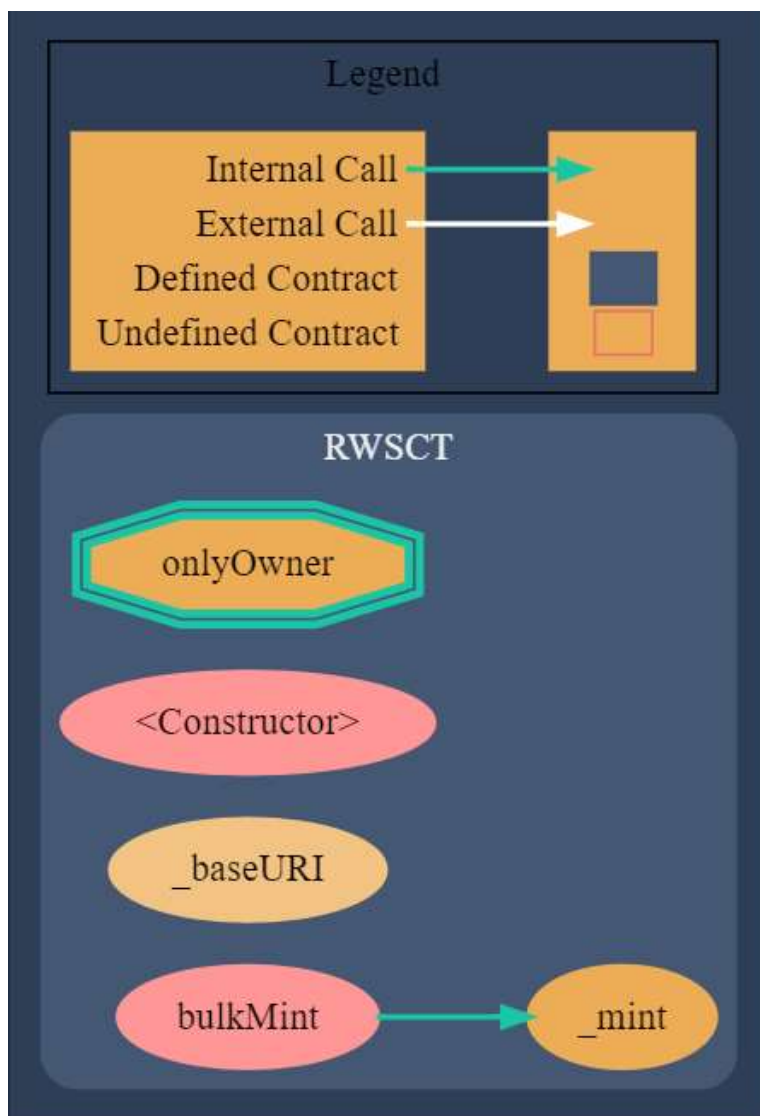 Legend
Internal Call
External Call
Defined Contract
Undefined Contract
RWSCT
onlyOwner
<Constructor>
_baseURI
bulkMint
_mint